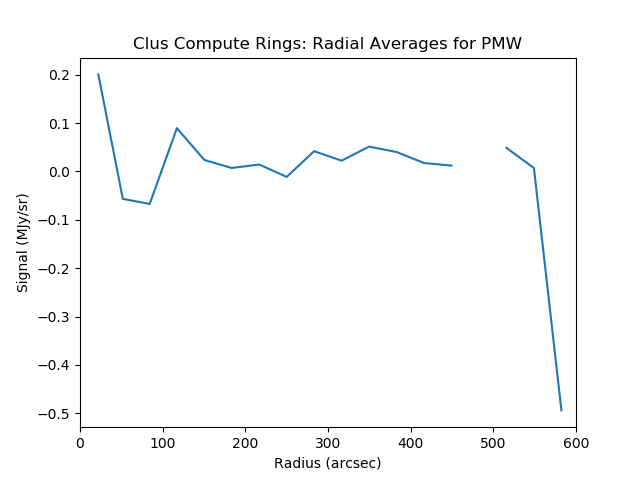 Clus Compute Rings: Radial Averages for PMW
0.2
0.1
0.0
−0.1
−0.2
−0.3
−0.4
−0.5
Signal (MJy/sr)
0 100 200 300 400 500 600
Radius (arcsec)